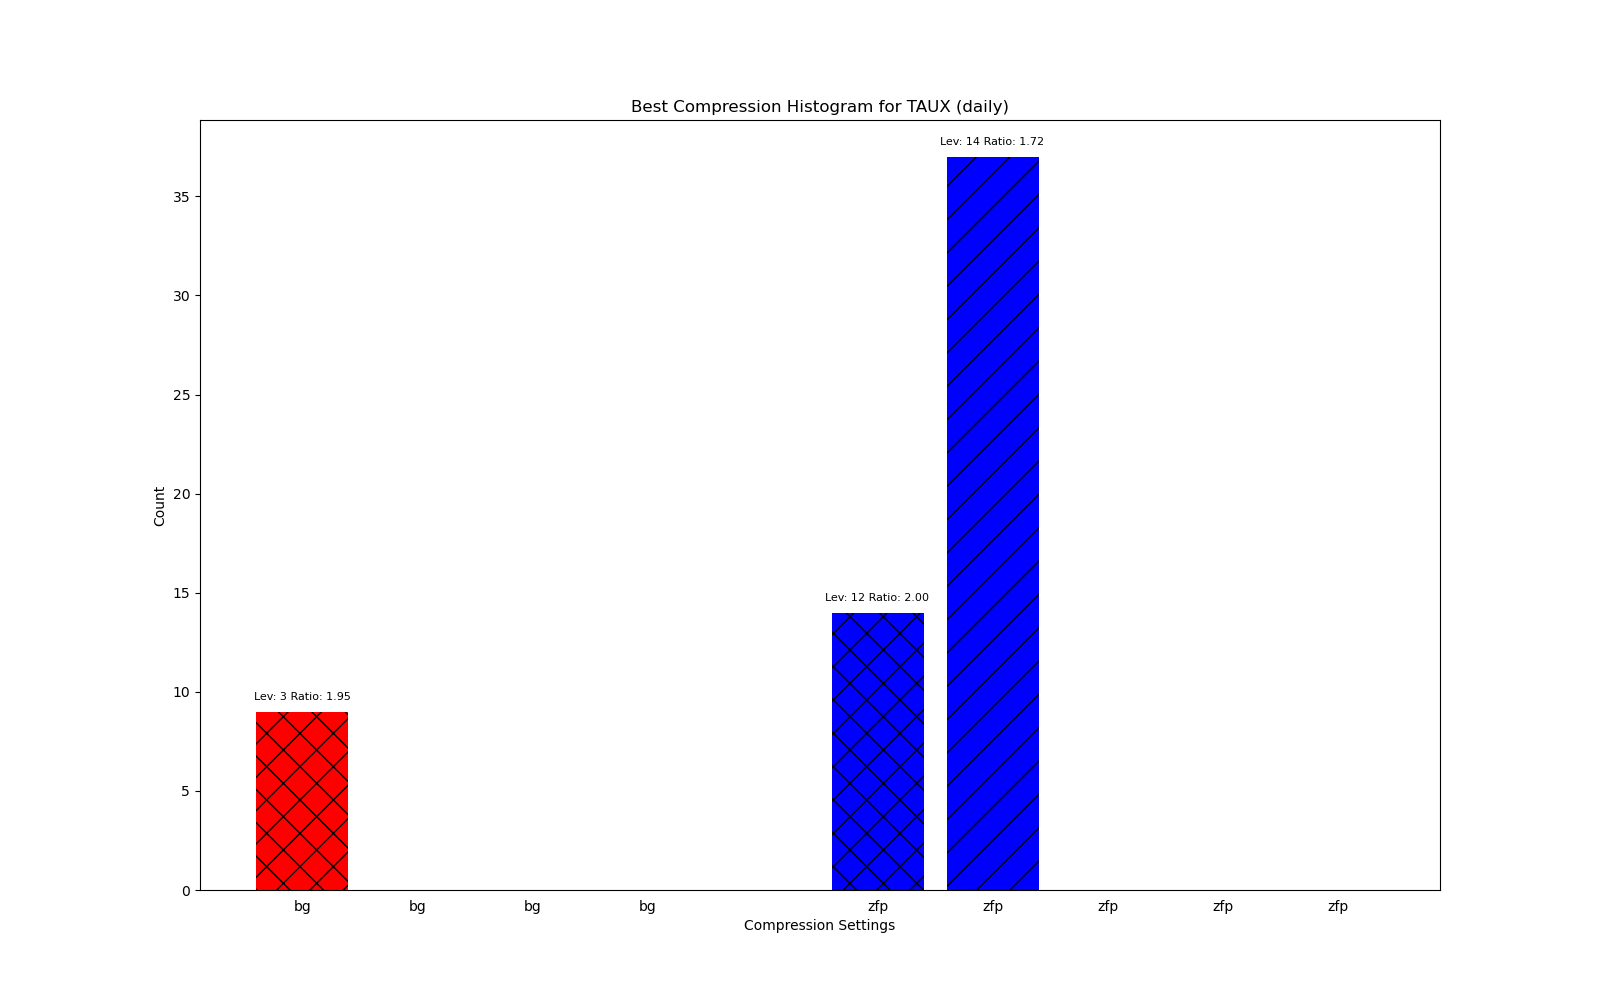 Best Compression Histogram for TAUX (daily)
Lev: 14 Ratio: 1.72
35
30
25
20
Count
15
Lev: 12 Ratio: 2.00
10
Lev: 3 Ratio: 1.95
5
0
bg bg bg bg zfp zfp zfp zfp zfp
Compression Settings